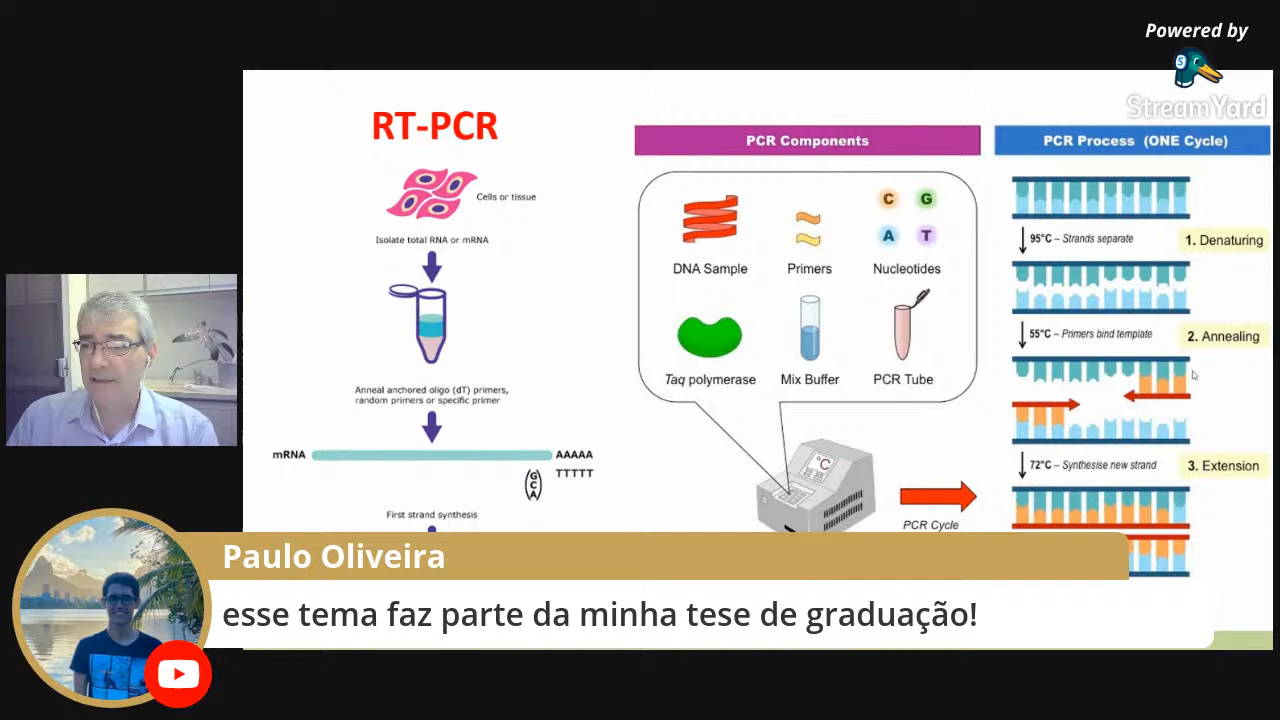 Powered by
S
StreamYard
RT-PCR
Cells or tissue
Isolate total RNA or mRNA
Anneal anchored oligo (dT) primers,
random primers or specific primer
mRNA
AAAAA
TTTTT
G
C
A
First strand synthesis
PCR Components
C G
A T
DNA Sample Primers Nucleotides
Taq polymerase Mix Buffer PCR Tube
°C
PCR Cycle
PCR Process (ONE Cycle)
95°C – Strands separate 1. Denaturing
55°C – Primers bind template 2. Annealing
72°C – Synthesise new strand 3. Extension
Paulo Oliveira
esse tema faz parte da minha tese de graduação!